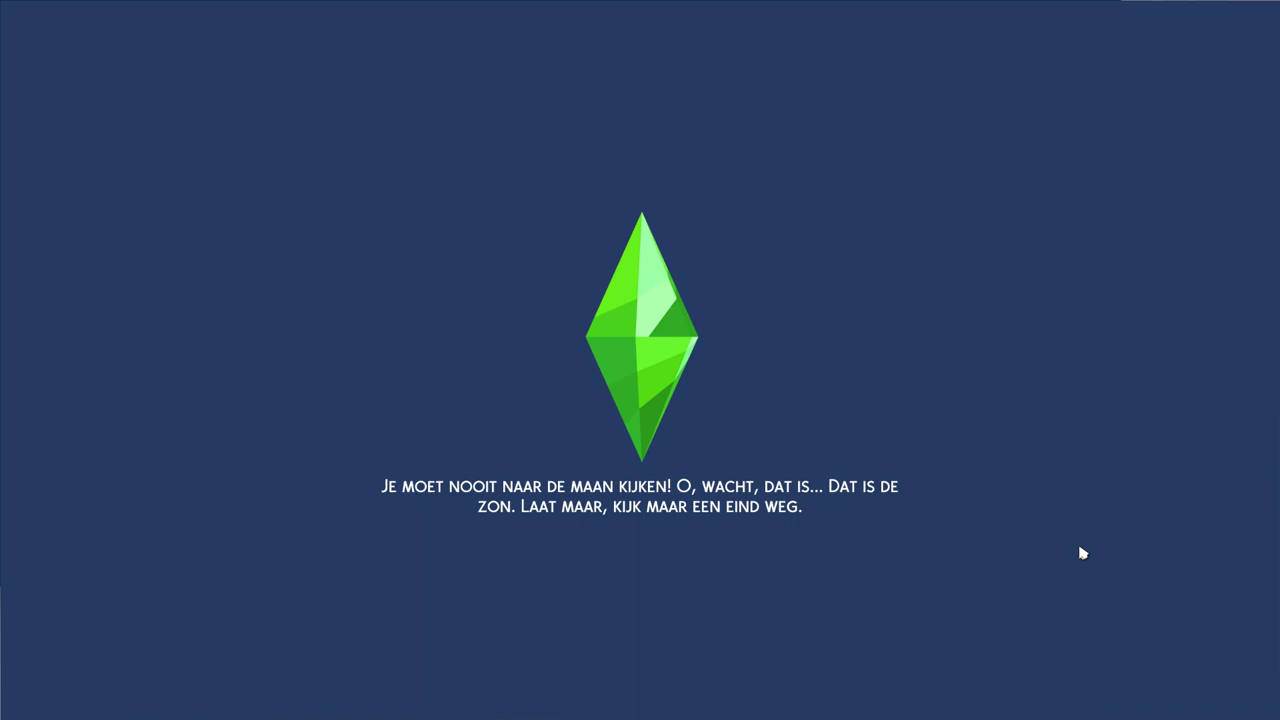 Je moet nooit naar de maan kijken! O, wacht, dat is... Dat is de
zon. Laat maar, kijk maar een eind weg.